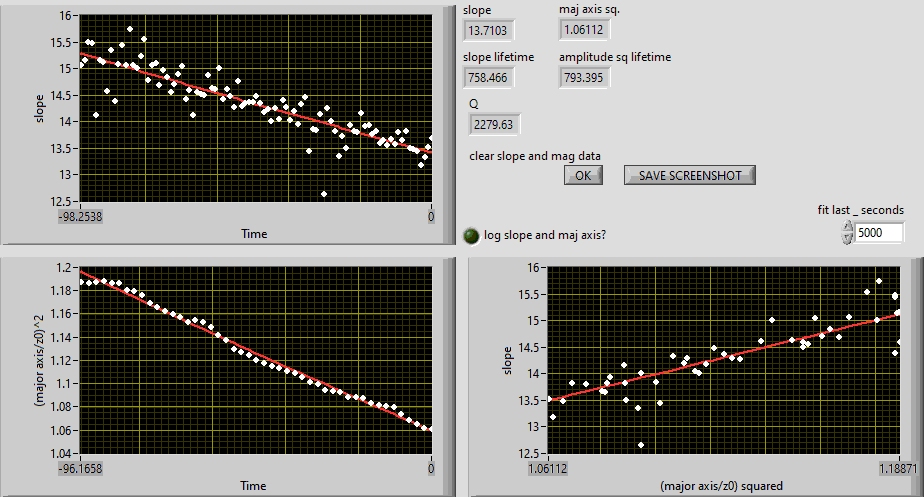 slope
13.7103
maj axis sq.
1.06112
slope lifetime
758.466
amplitude sq lifetime
793.395
Q
2279.63
clear slope and mag data
OK
SAVE SCREENSHOT
fit last _ seconds
5000
log slope and maj axis?
16
15.5
15
14.5
14
13.5
13
12.5
slope
-98.2538
0
Time
1.2
1.18
1.16
1.14
1.12
1.1
1.08
1.06
1.04
(major axis/z0)^2
-96.1658
0
Time
16
15.5
15
14.5
14
13.5
13
12.5
slope
1.06112
1.18871
(major axis/z0) squared